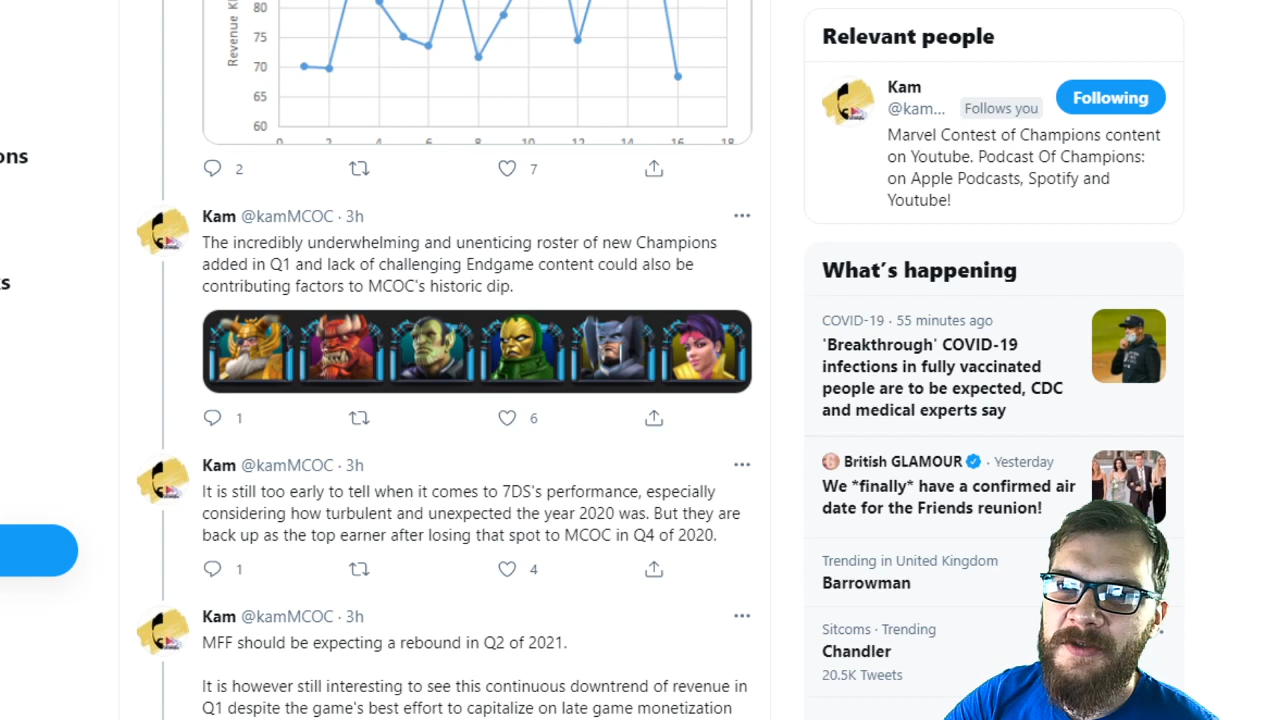 ons
s
Revenue
80
75
70
65
60
0 2 4 6 8 10 12 14 16 18
2 7
Kam @kamMCOC · 3h
The incredibly underwhelming and unenticing roster of new Champions
added in Q1 and lack of challenging Endgame content could also be
contributing factors to MCOC's historic dip.
1 6
Kam @kamMCOC · 3h
It is still too early to tell when it comes to 7DS's performance, especially
considering how turbulent and unexpected the year 2020 was. But they are
back up as the top earner after losing that spot to MCOC in Q4 of 2020.
1 4
Kam @kamMCOC · 3h
MFF should be expecting a rebound in Q2 of 2021.
It is however still interesting to see this continuous downtrend of revenue in
Q1 despite the game's best effort to capitalize on late game monetization
Relevant people
Kam
@kam... Follows you
Following
Marvel Contest of Champions content
on Youtube. Podcast Of Champions:
on Apple Podcasts, Spotify and
Youtube!
What's happening
COVID-19 · 55 minutes ago
'Breakthrough' COVID-19
infections in fully vaccinated
people are to be expected, CDC
and medical experts say
British GLAMOUR · Yesterday
We *finally* have a confirmed air
date for the Friends reunion!
Trending in United Kingdom
Barrowman
Sitcoms · Trending
Chandler
20.5K Tweets